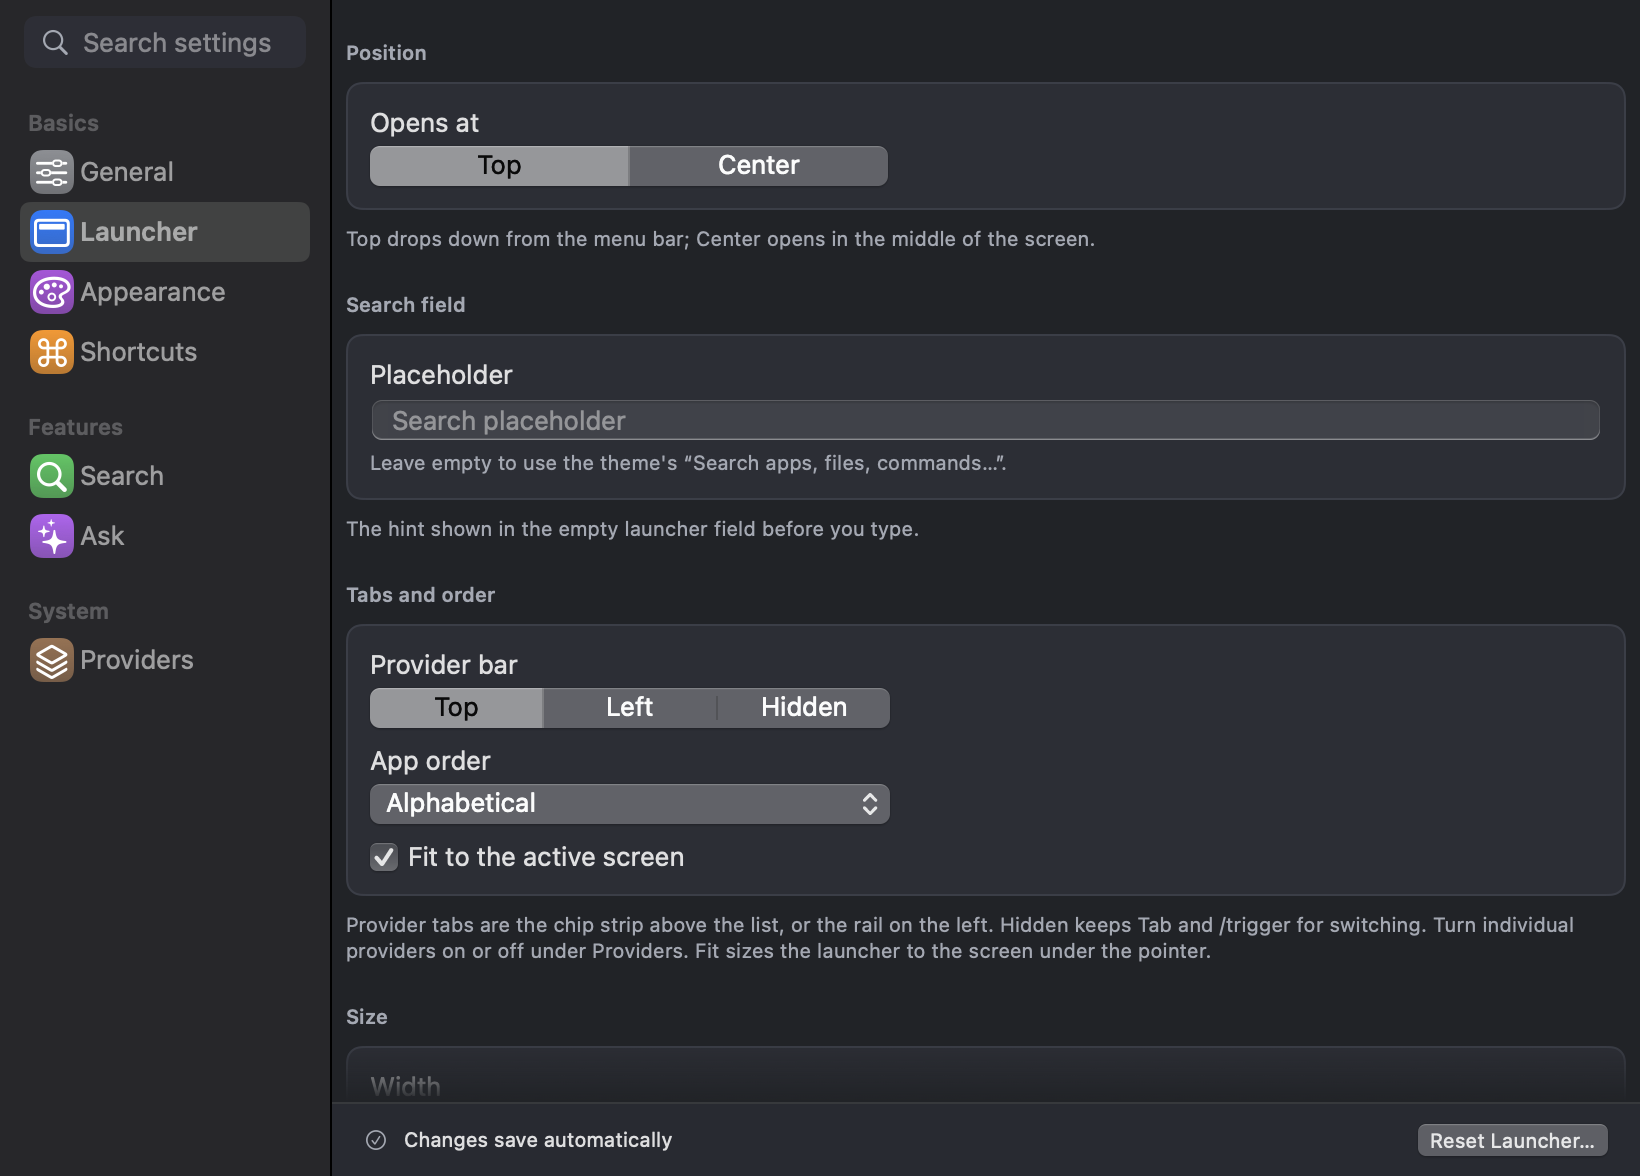 Search settings
Basics
General
Launcher
Appearance
Shortcuts
Features
Search
Ask
System
Providers
Position
Opens at
Top
Center
Top drops down from the menu bar; Center opens in the middle of the screen.
Search field
Placeholder
Search placeholder
Leave empty to use the theme's “Search apps, files, commands…”.
The hint shown in the empty launcher field before you type.
Tabs and order
Provider bar
Top
Left
Hidden
App order
Alphabetical
Fit to the active screen
Provider tabs are the chip strip above the list, or the rail on the left. Hidden keeps Tab and /trigger for switching. Turn individual
providers on or off under Providers. Fit sizes the launcher to the screen under the pointer.
Size
Width
Changes save automatically
Reset Launcher...